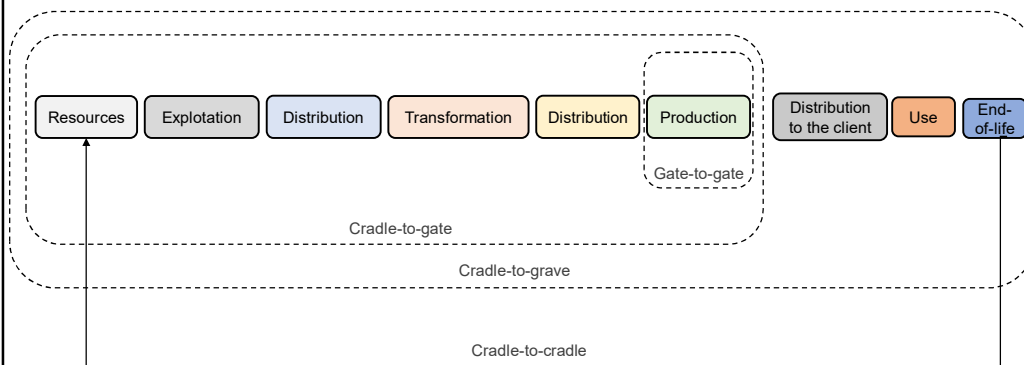 Resources
Explotation
Distribution
Transformation
Distribution
Production
Distribution
to the client
Use
End-
of-life
Gate-to-gate
Cradle-to-gate
Cradle-to-grave
Cradle-to-cradle